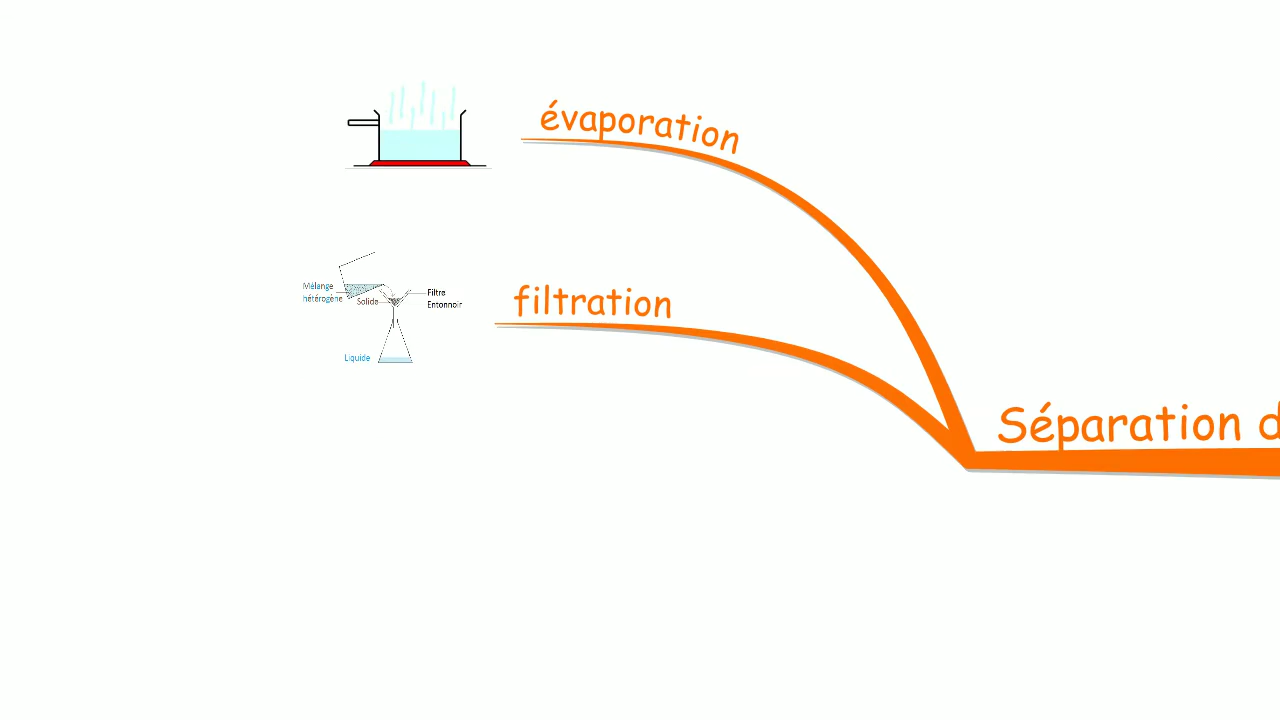 évaporation
filtration
Mélange
hétérogène
Solide
Filtre
Entonnoir
Liquide
Séparation d